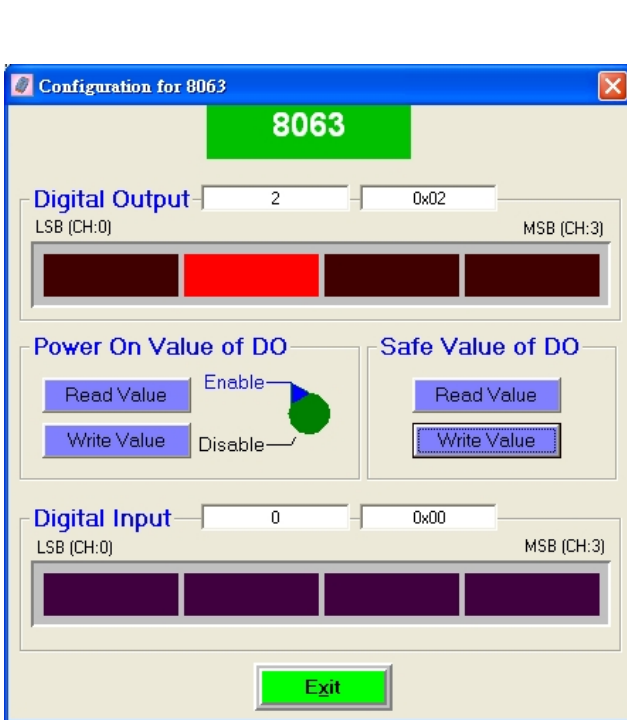 Configuration for 8063
8063
Digital Output 2 0x02
LSB (CH:0) MSB (CH:3)
Power On Value of DO Safe Value of DO
Read Value Enable Read Value
Write Value Disable Write Value
Digital Input 0 0x00
LSB (CH:0) MSB (CH:3)
Exit